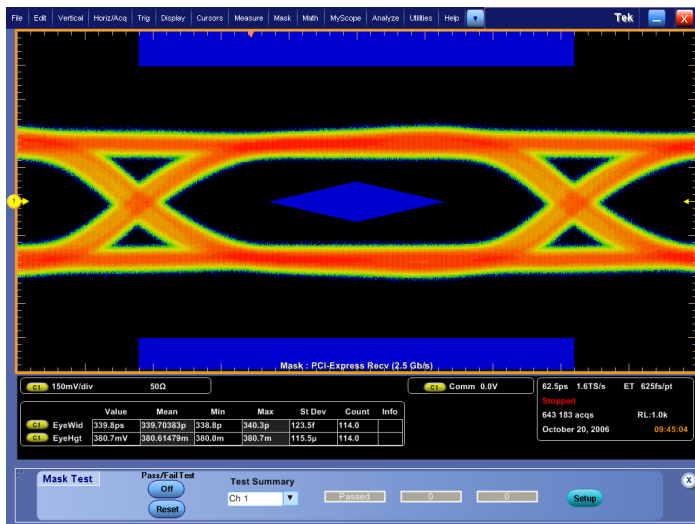 File Edit Vertical Horiz/Acq Trig Display Cursors Measure Mask Math MyScope Analyze Utilities Help Tek X
1
Mask : PCI-Express Recv (2.5 Gb/s)
C1 150mV/div 50Ω
C1 Comm 0.0V
62.5ps 1.6TS/s ET 625fs/pt
Stopped
643 183 acqs RL:1.0k
October 20, 2006 09:45:04
Value Mean Min Max St Dev Count Info
C1 EyeWid 339.8ps 339.70383p 338.8p 340.3p 123.5f 114.0
C1 EyeHgt 380.7mV 380.61479m 380.0m 380.7m 115.5µ 114.0
Mask Test
Pass/Fail Test
Off
Reset
Test Summary
Ch 1
Passed 0 0
Setup
X